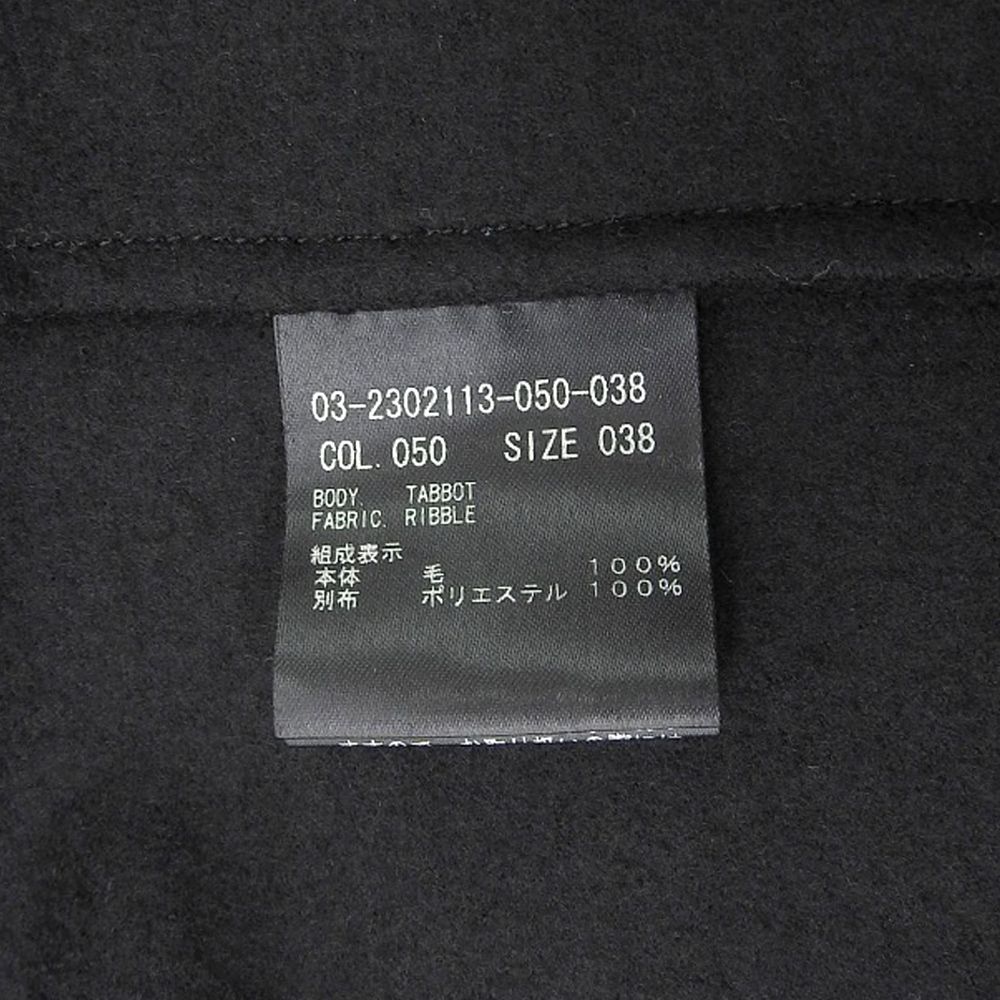 03-2302113-050-038
COL. 050 SIZE 038
BODY. TABBOT
FABRIC. RIBBLE
組成表示
本体 毛 100%
別布 ポリエステル 100%